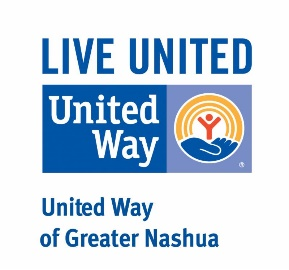 LIVE UNITED
United
Way
®
United Way
of Greater Nashua